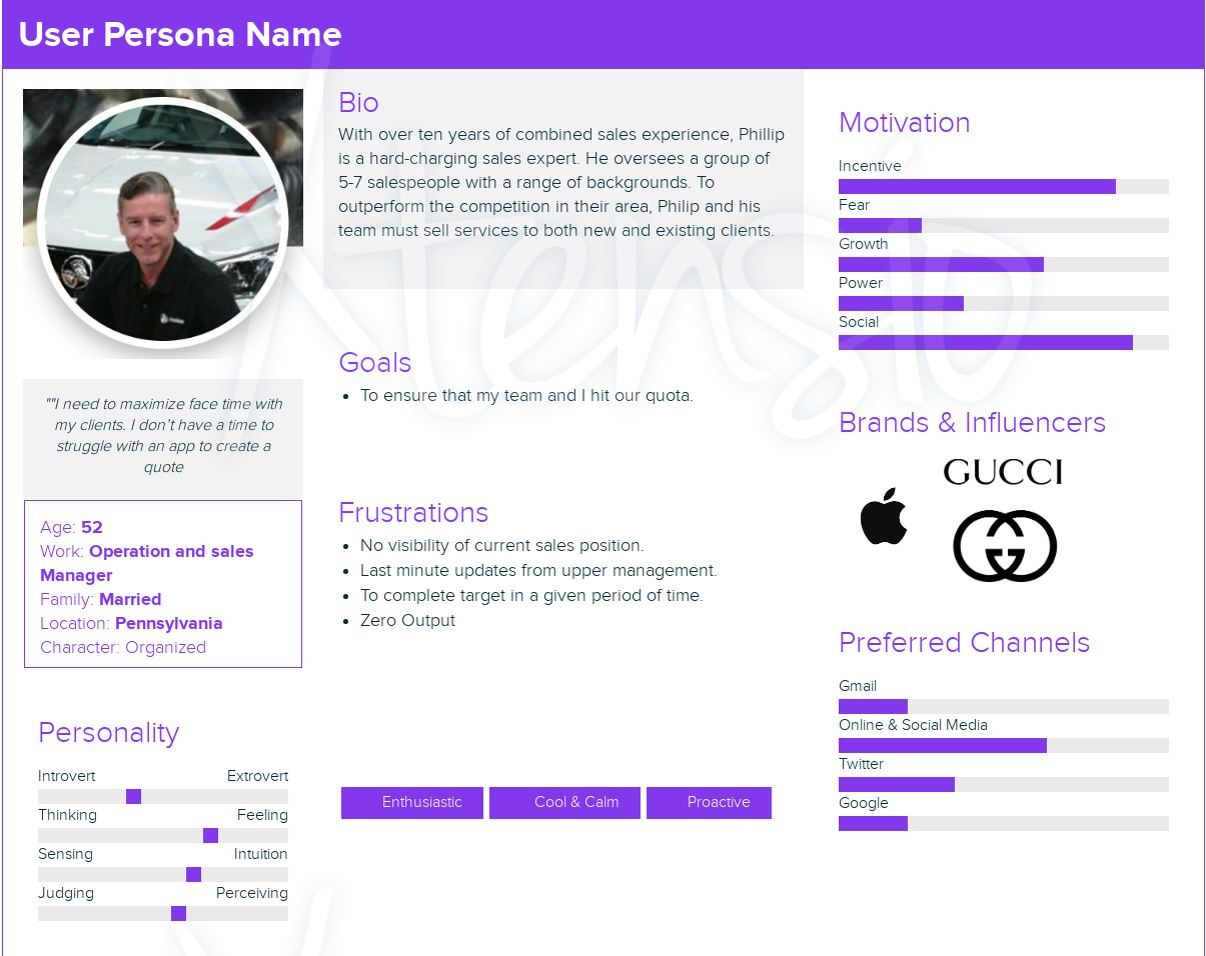 User Persona Name
Bio
With over ten years of combined sales experience, Phillip
is a hard-charging sales expert. He oversees a group of
5-7 salespeople with a range of backgrounds. To
outperform the competition in their area, Philip and his
team must sell services to both new and existing clients.
Goals
• To ensure that my team and I hit our quota.
Frustrations
• No visibility of current sales position.
• Last minute updates from upper management.
• To complete target in a given period of time.
• Zero Output
Enthusiastic
Cool & Calm
Proactive
""I need to maximize face time with
my clients. I don’t have a time to
struggle with an app to create a
quote
Age: 52
Work: Operation and sales
Manager
Family: Married
Location: Pennsylvania
Character: Organized
Personality
Introvert Extrovert
Thinking Feeling
Sensing Intuition
Judging Perceiving
Motivation
Incentive
Fear
Growth
Power
Social
Brands & Influencers
GUCCI
Preferred Channels
Gmail
Online & Social Media
Twitter
Google
Xtensio